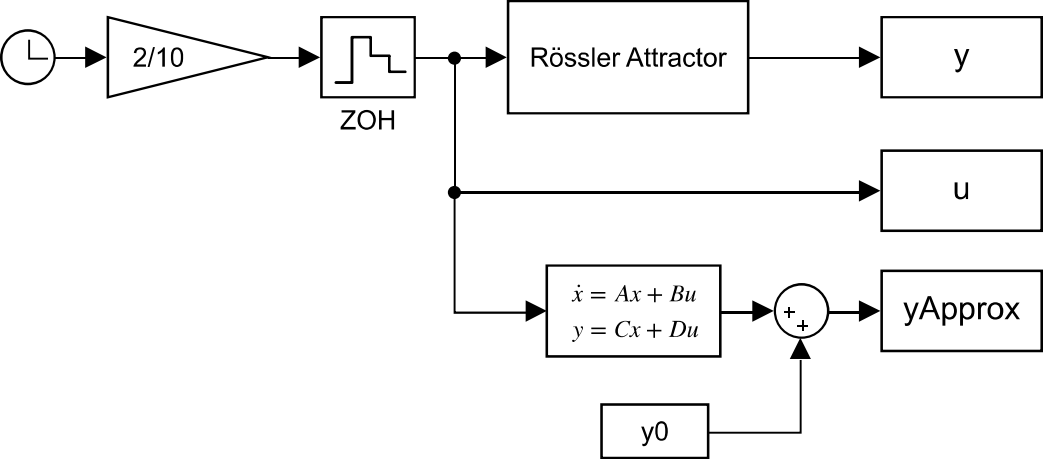 2/10
ZOH
Rössler Attractor
y
u
ẋ = Ax + Bu
y = Cx + Du
+
+
yApprox
y0